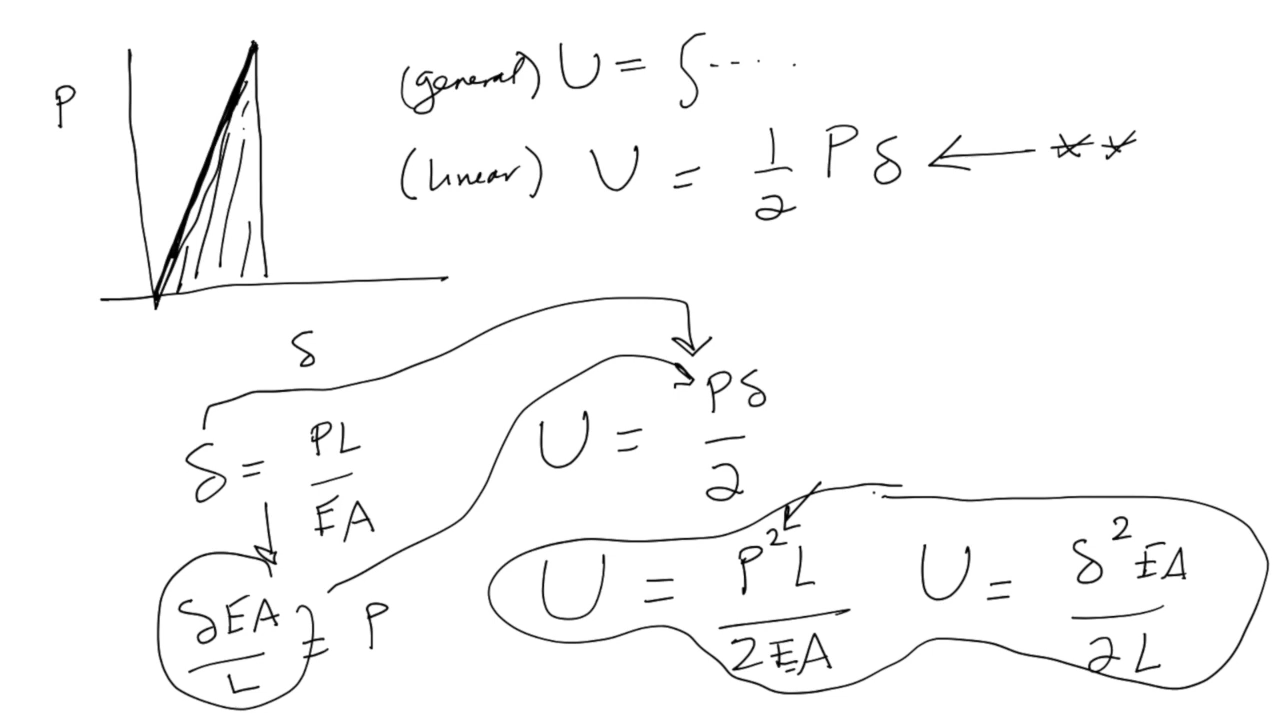 P
(general) U = ∫.....
(linear) U = 1/2 Pδ ← **
δ
δ = PL/EA
U = Pδ/2
δEA/L = P
U = P²L/2EA U = δ²EA/2L